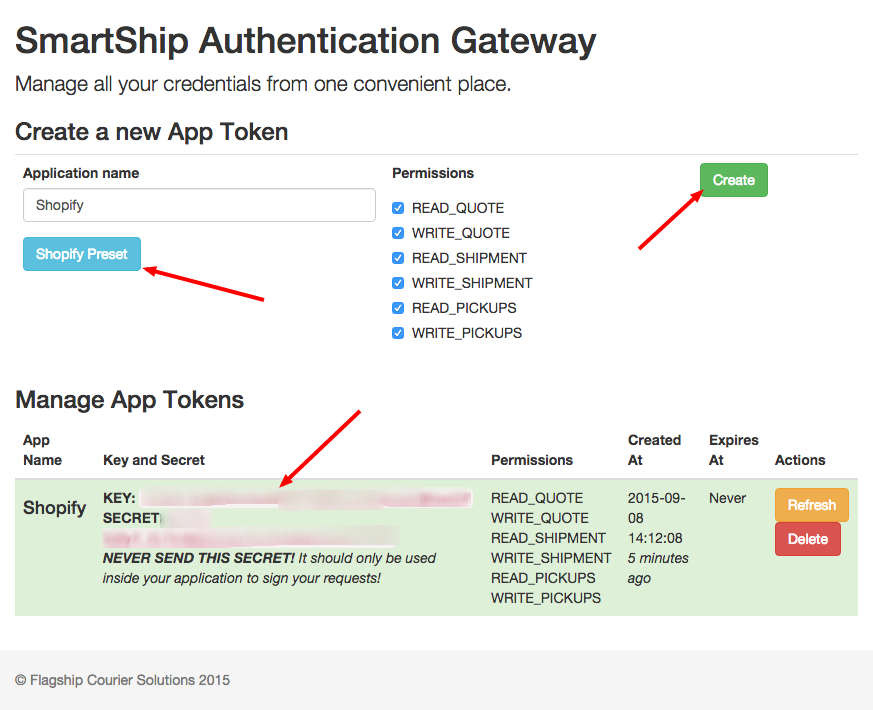 SmartShip Authentication Gateway
Manage all your credentials from one convenient place.
Create a new App Token
Application name
Shopify
Shopify Preset
Permissions
READ_QUOTE
WRITE_QUOTE
READ_SHIPMENT
WRITE_SHIPMENT
READ_PICKUPS
WRITE_PICKUPS
Create
Manage App Tokens
App
Name
Key and Secret
Permissions
Created
At
Expires
At
Actions
Shopify
KEY:
SECRET:
NEVER SEND THIS SECRET! It should only be used
inside your application to sign your requests!
READ_QUOTE
WRITE_QUOTE
READ_SHIPMENT
WRITE_SHIPMENT
READ_PICKUPS
WRITE_PICKUPS
2015-09-
08
14:12:08
5 minutes
ago
Never
Refresh
Delete
© Flagship Courier Solutions 2015